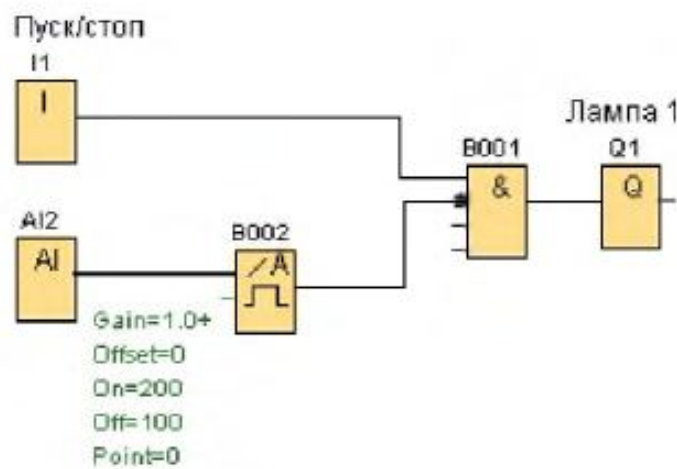 Пуск/стоп
I1
I
Лампа 1
B001
Q1
&
Q
AI2
B002
AI
/A
Gain=1.0+
Offset=0
On=200
Off=100
Point=0